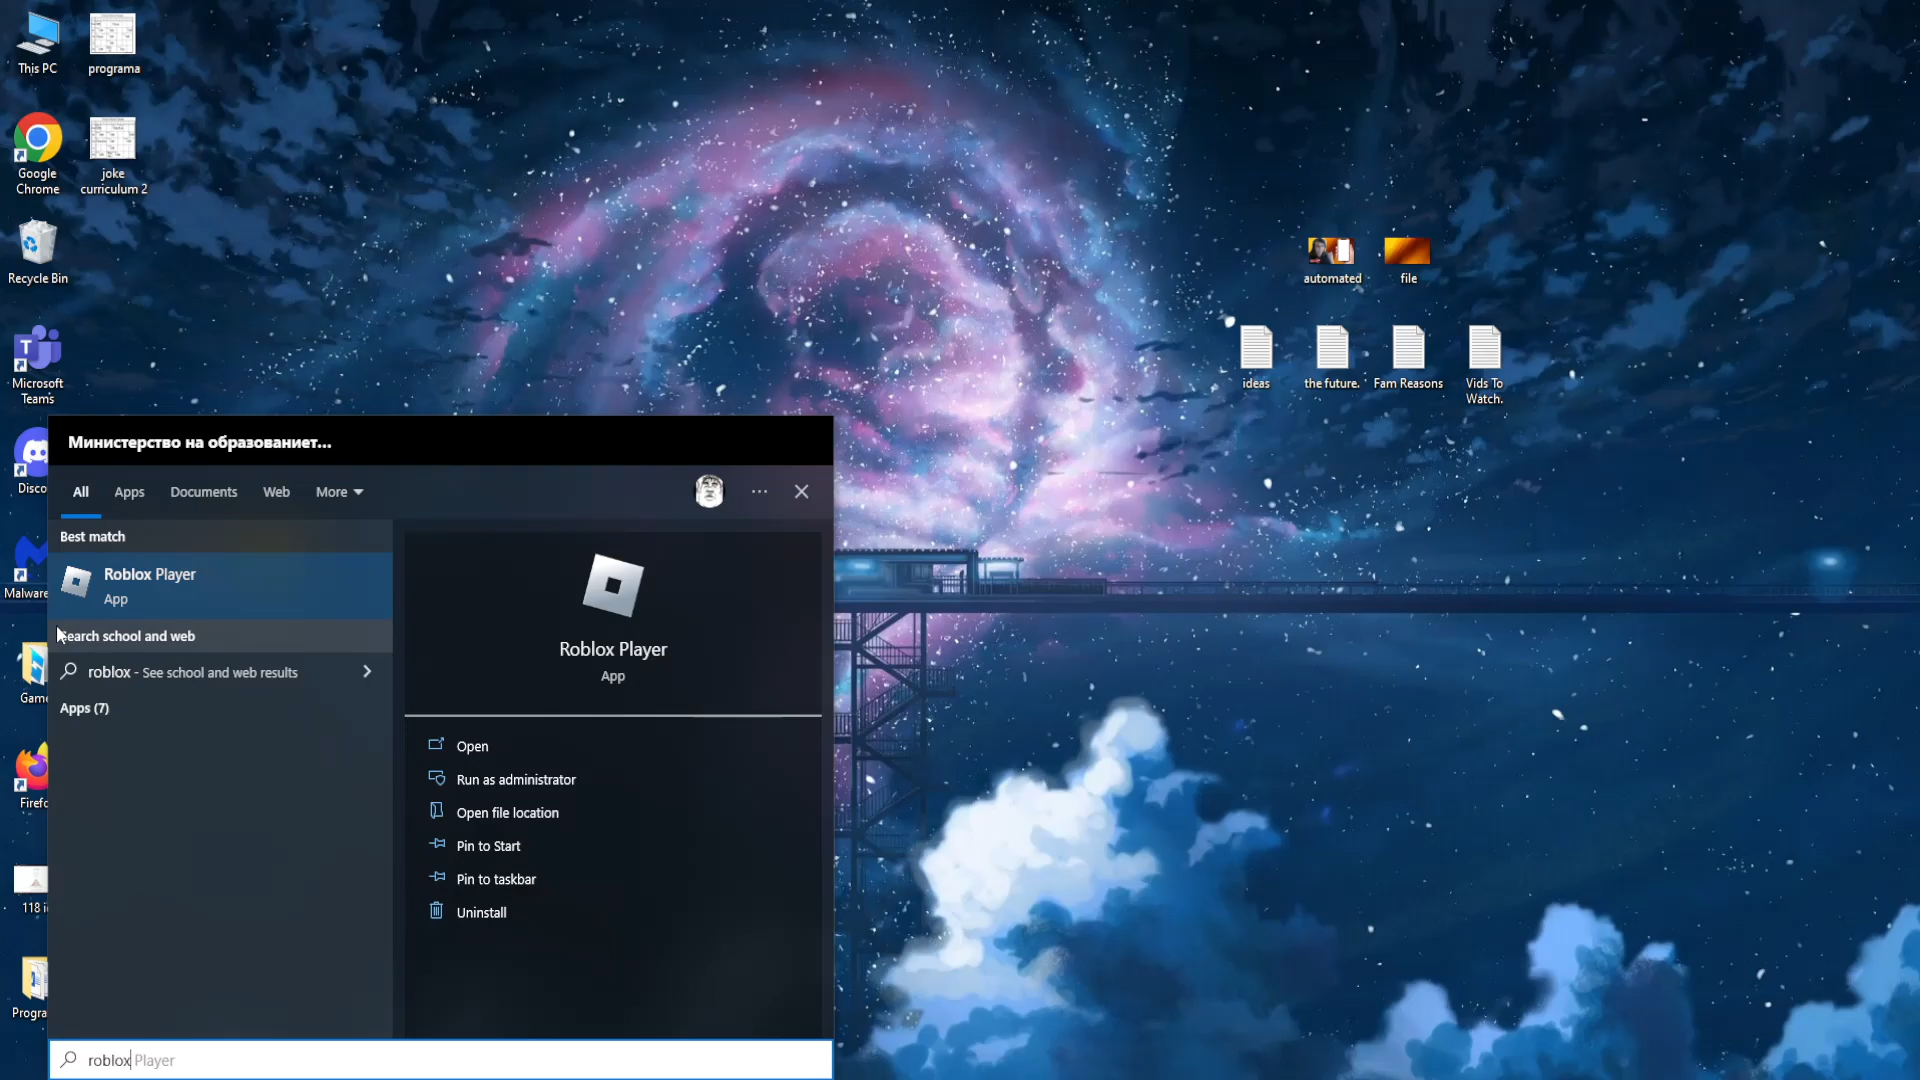 This PC
programa
Google
Chrome
joke
curriculum 2
Recycle Bin
Microsoft
Teams
Disco
Malware
Game
Firefo
118 i
Progra
automated
file
ideas
the future.
Fam Reasons
Vids To
Watch.
Министерство на образованиет...
All
Apps
Documents
Web
More
Best match
Roblox Player
App
Search school and web
roblox - See school and web results
Apps (7)
Roblox Player
App
Open
Run as administrator
Open file location
Pin to Start
Pin to taskbar
Uninstall
roblox Player